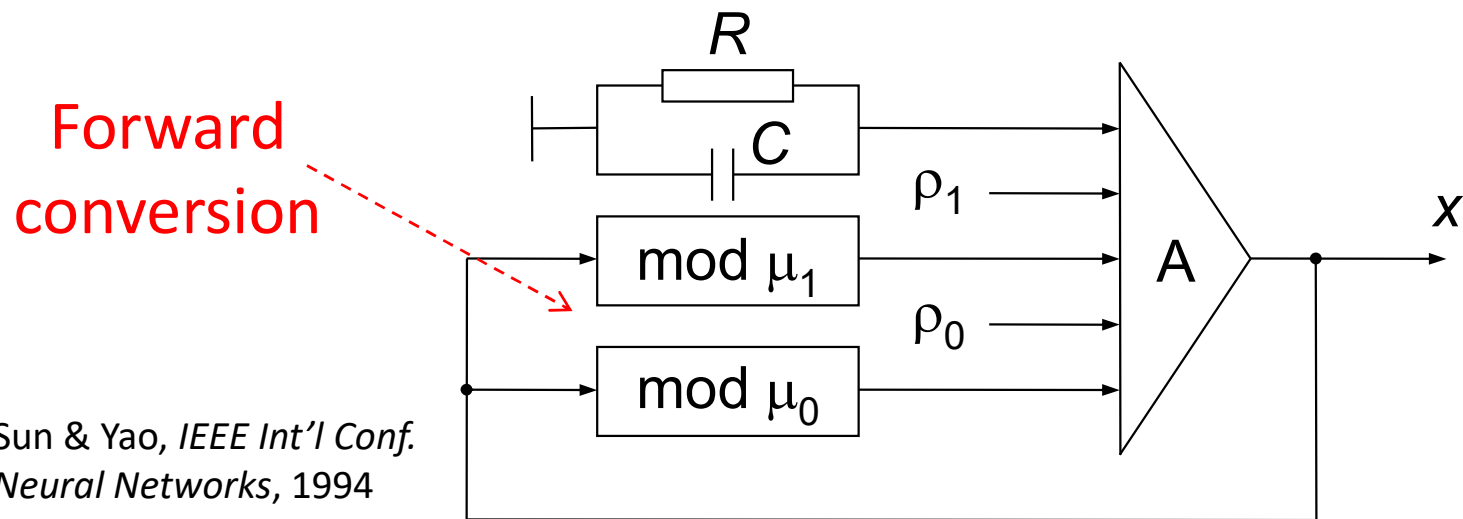 R
Forward
conversion
C
ρ1
x
mod μ1
A
ρ0
mod μ0
Sun & Yao, IEEE Int’l Conf.
Neural Networks, 1994